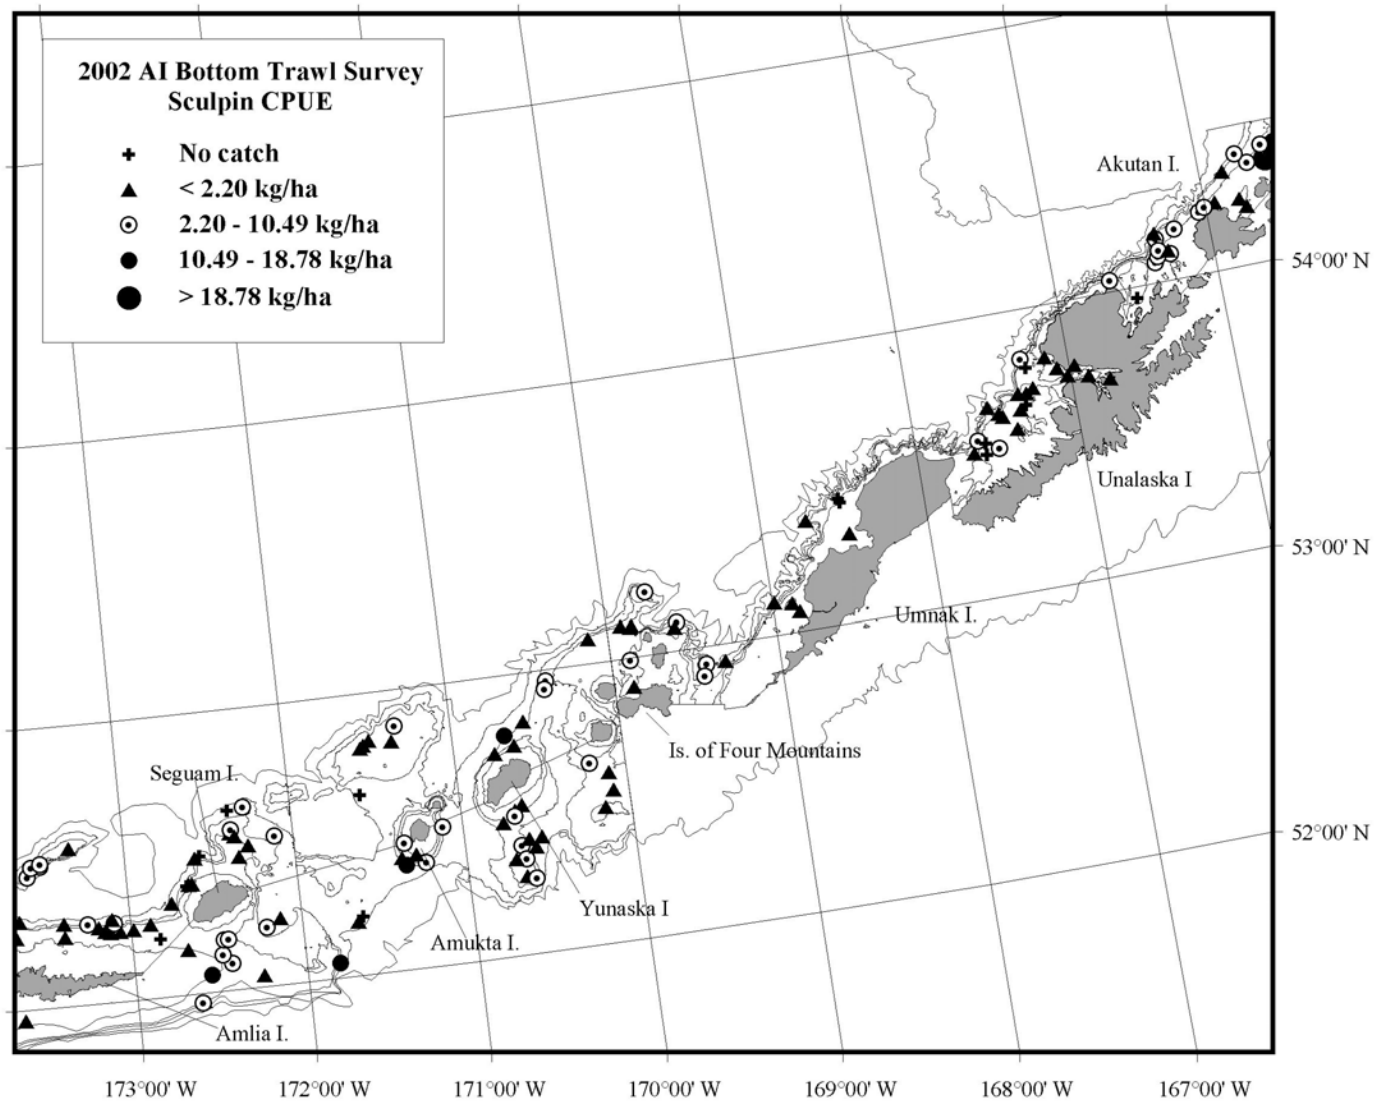 2002 AI Bottom Trawl Survey
Sculpin CPUE
No catch
< 2.20 kg/ha
2.20 - 10.49 kg/ha
10.49 - 18.78 kg/ha
> 18.78 kg/ha
Akutan I.
54°00' N
Unalaska I
53°00' N
Umnak I.
Is. of Four Mountains
Seguam I.
52°00' N
Yunaska I
Amukta I.
Amlia I.
173°00' W
172°00' W
171°00' W
170°00' W
169°00' W
168°00' W
167°00' W